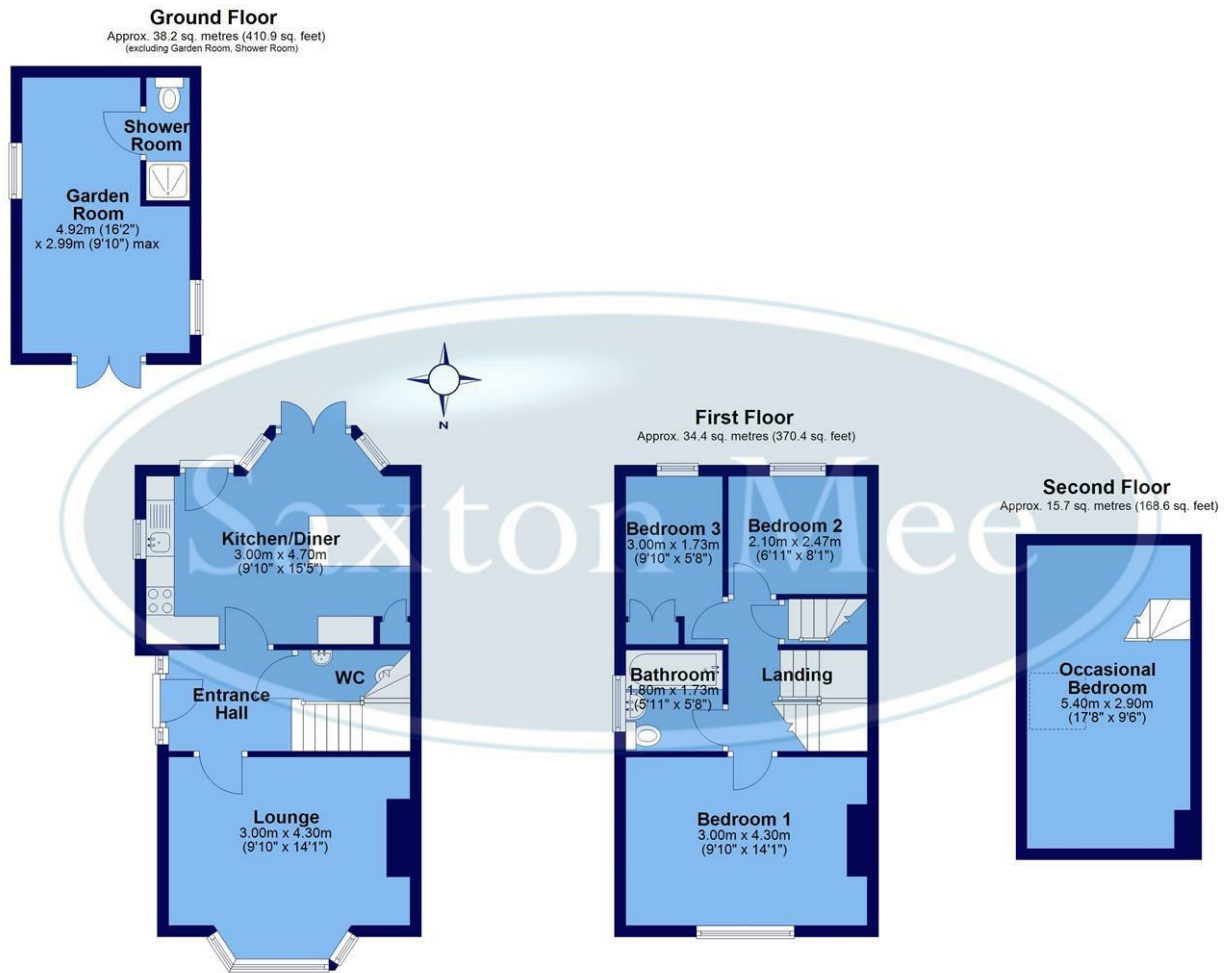 Ground Floor
Approx. 38.2 sq. metres (410.9 sq. feet)
(excluding Garden Room, Shower Room)
Shower
Room
Garden
Room
4.92m (16'2")
x 2.99m (9'10") max
N
Kitchen/Diner
3.00m x 4.70m
(9'10" x 15'5")
WC
Entrance
Hall
Lounge
3.00m x 4.30m
(9'10" x 14'1")
First Floor
Approx. 34.4 sq. metres (370.4 sq. feet)
Bedroom 3
3.00m x 1.73m
(9'10" x 5'8")
Bedroom 2
2.10m x 2.47m
(6'11" x 8'1")
Bathroom
1.80m x 1.73m
(5'11" x 5'8")
Landing
Bedroom 1
3.00m x 4.30m
(9'10" x 14'1")
Second Floor
Approx. 15.7 sq. metres (168.6 sq. feet)
Occasional
Bedroom
5.40m x 2.90m
(17'8" x 9'6")
Saxton Mee